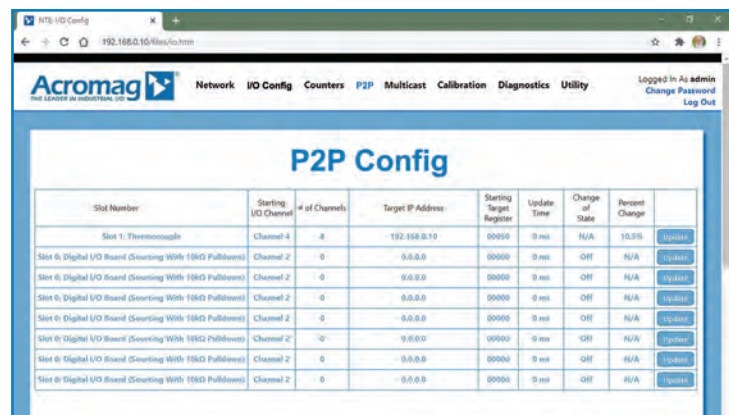 NTE I/O Config
192.168.0.10/files/io.htm
Acromag
THE LEADER IN INDUSTRIAL I/O
Network I/O Config Counters P2P Multicast Calibration Diagnostics Utility
Logged In As admin
Change Password
Log Out
P2P Config
Slot Number Starting I/O Channel # of Channels Target IP Address Starting Target Register Update Time Change of State Percent Change
Slot 1: Thermocouple Channel 4 8 192.168.0.10 00050 0 ms N/A 10.5% Update
Slot 0: Digital I/O Board (Sourcing With 10kΩ Pulldowns) Channel 2 0 0.0.0.0 00000 0 ms Off N/A Update
Slot 0: Digital I/O Board (Sourcing With 10kΩ Pulldowns) Channel 2 0 0.0.0.0 00000 0 ms Off N/A Update
Slot 0: Digital I/O Board (Sourcing With 10kΩ Pulldowns) Channel 2 0 0.0.0.0 00000 0 ms Off N/A Update
Slot 0: Digital I/O Board (Sourcing With 10kΩ Pulldowns) Channel 2 0 0.0.0.0 00000 0 ms Off N/A Update
Slot 0: Digital I/O Board (Sourcing With 10kΩ Pulldowns) Channel 2 0 0.0.0.0 00000 0 ms Off N/A Update
Slot 0: Digital I/O Board (Sourcing With 10kΩ Pulldowns) Channel 2 0 0.0.0.0 00000 0 ms Off N/A Update
Slot 0: Digital I/O Board (Sourcing With 10kΩ Pulldowns) Channel 2 0 0.0.0.0 00000 0 ms Off N/A Update